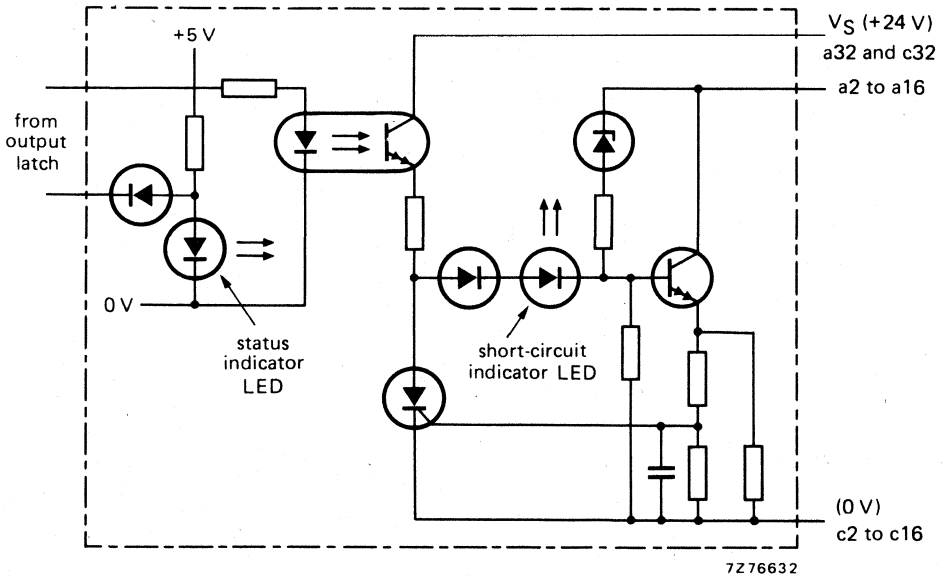 +5 V
VS (+24 V)
a32 and c32
a2 to a16
from
output
latch
0 V
status
indicator
LED
short-circuit
indicator LED
(0 V)
c2 to c16
7Z76632